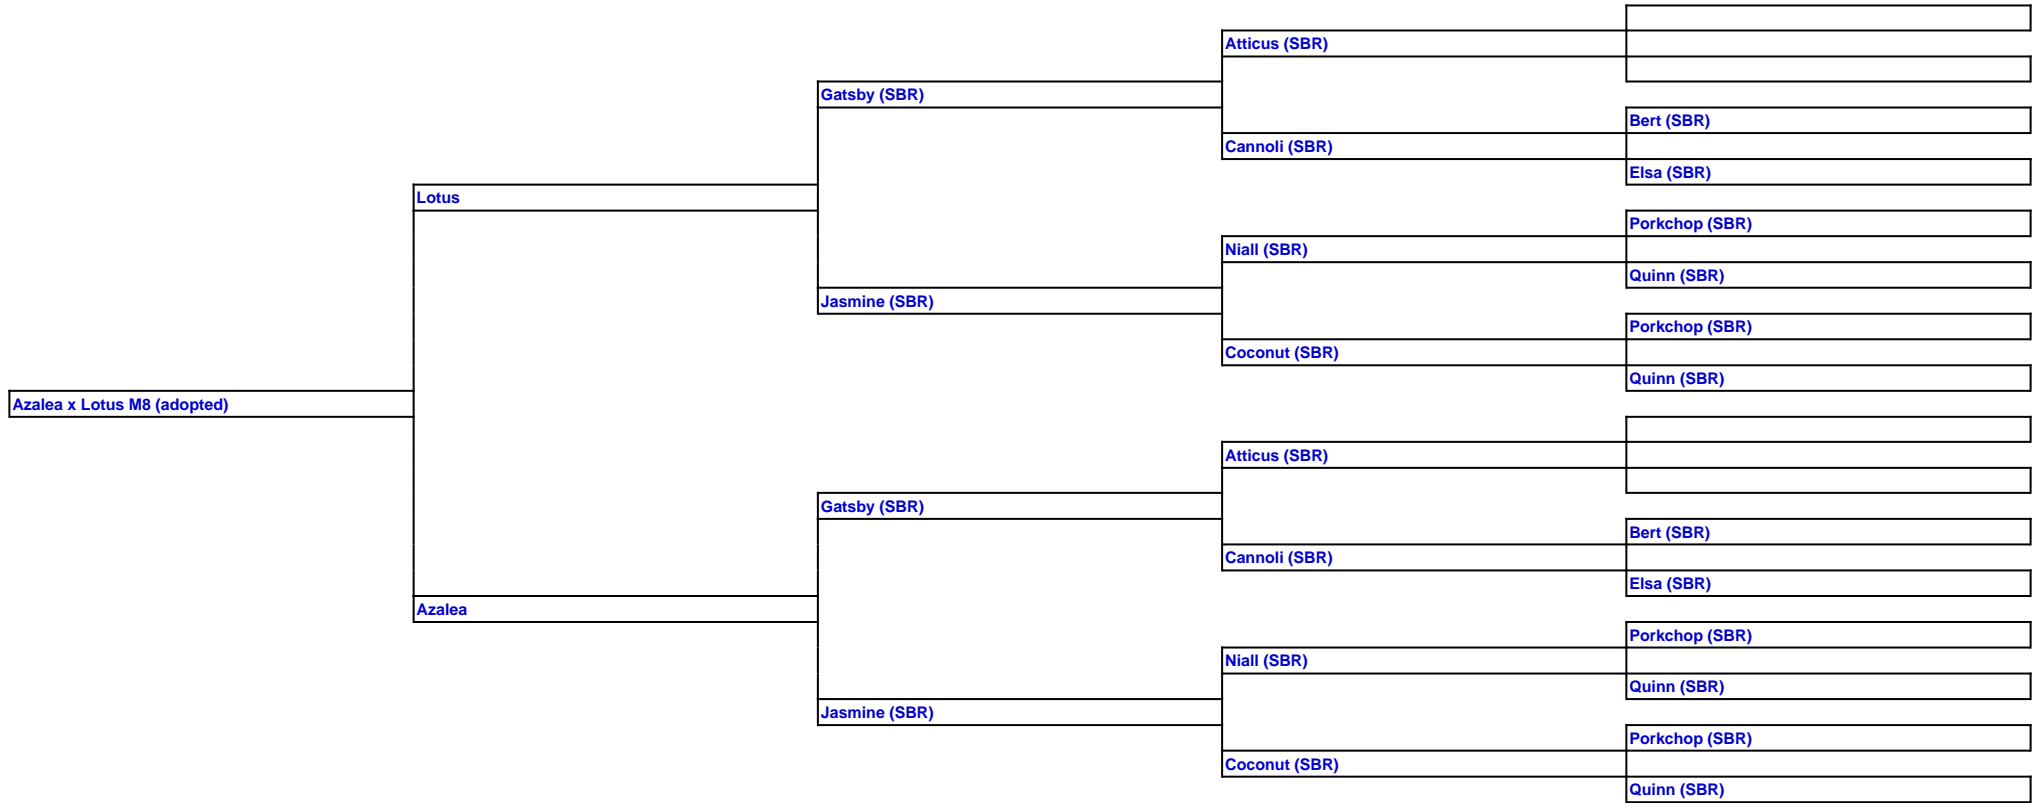 Atticus (SBR)
Gatsby (SBR)
Bert (SBR)
Cannoli (SBR)
Elsa (SBR)
Lotus
Porkchop (SBR)
Niall (SBR)
Quinn (SBR)
Jasmine (SBR)
Porkchop (SBR)
Coconut (SBR)
Quinn (SBR)
Azalea x Lotus M8 (adopted)
Atticus (SBR)
Gatsby (SBR)
Bert (SBR)
Cannoli (SBR)
Elsa (SBR)
Azalea
Porkchop (SBR)
Niall (SBR)
Quinn (SBR)
Jasmine (SBR)
Porkchop (SBR)
Coconut (SBR)
Quinn (SBR)